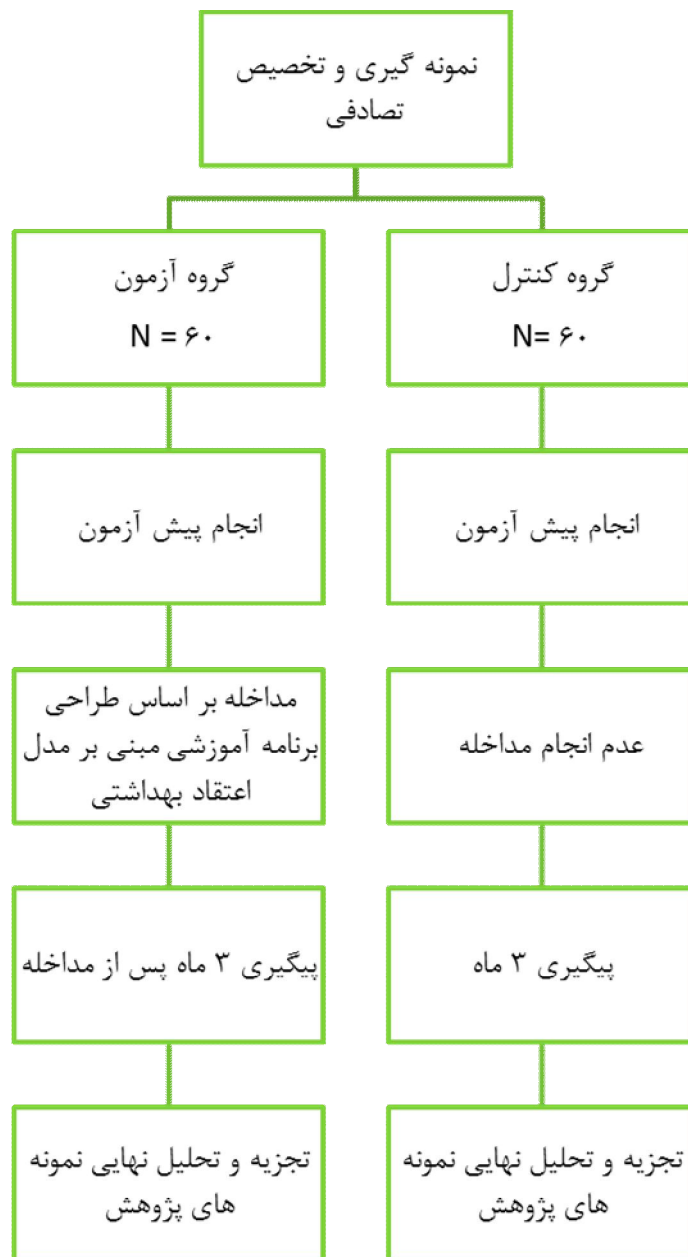 نمونه گیری و تخصیص
تصادفی
گروه کنترل
N= ۶۰
گروه آزمون
N = ۶۰
انجام پیش آزمون
انجام پیش آزمون
عدم انجام مداخله
مداخله بر اساس طراحی
برنامه آموزشی مبنی بر مدل
اعتقاد بهداشتی
پیگیری ۳ ماه
پیگیری ۳ ماه پس از مداخله
تجزیه و تحلیل نهایی نمونه
های پژوهش
تجزیه و تحلیل نهایی نمونه
های پژوهش